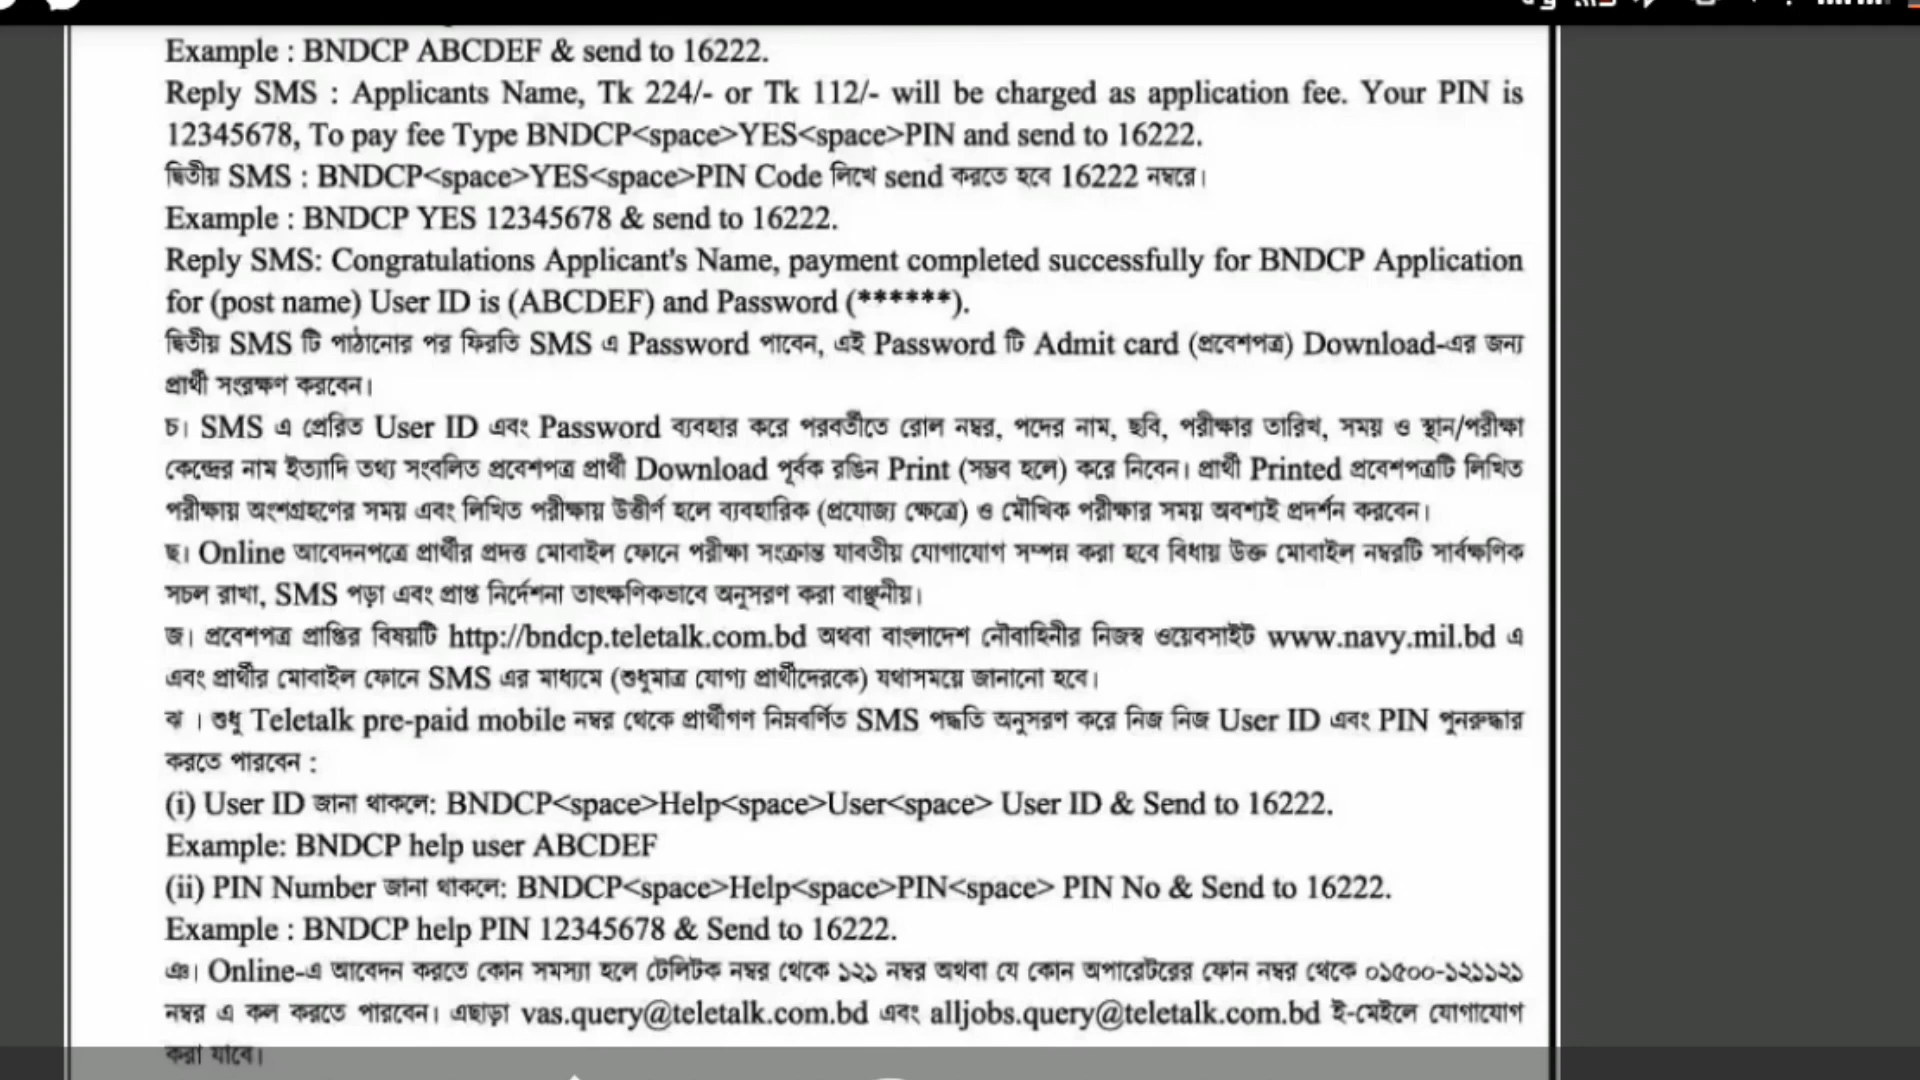 Example : BNDCP ABCDEF & send to 16222.
Reply SMS : Applicants Name, Tk 224/- or Tk 112/- will be charged as application fee. Your PIN is
12345678, To pay fee Type BNDCP<space>YES<space>PIN and send to 16222.
দ্বিতীয় SMS : BNDCP<space>YES<space>PIN Code লিখে send করতে হবে 16222 নম্বরে।
Example : BNDCP YES 12345678 & send to 16222.
Reply SMS: Congratulations Applicant's Name, payment completed successfully for BNDCP Application
for (post name) User ID is (ABCDEF) and Password (******).
দ্বিতীয় SMS টি পাঠানোর পর ফিরতি SMS এ Password পাবেন, এই Password টি Admit card (প্রবেশপত্র) Download-এর জন্য
প্রার্থী সংরক্ষণ করবেন।
চ। SMS এ প্রেরিত User ID এবং Password ব্যবহার করে পরবর্তীতে রোল নম্বর, পদের নাম, ছবি, পরীক্ষার তারিখ, সময় ও স্থান/পরীক্ষা
কেন্দ্রের নাম ইত্যাদি তথ্য সংবলিত প্রবেশপত্র প্রার্থী Download পূর্বক রঙিন Print (সম্ভব হলে) করে নিবেন। প্রার্থী Printed প্রবেশপত্রটি লিখিত
পরীক্ষায় অংশগ্রহণের সময় এবং লিখিত পরীক্ষায় উত্তীর্ণ হলে ব্যবহারিক (প্রযোজ্য ক্ষেত্রে) ও মৌখিক পরীক্ষার সময় অবশ্যই প্রদর্শন করবেন।
ছ। Online আবেদনপত্রে প্রার্থীর প্রদত্ত মোবাইল ফোনে পরীক্ষা সংক্রান্ত যাবতীয় যোগাযোগ সম্পন্ন করা হবে বিধায় উক্ত মোবাইল নম্বরটি সার্বক্ষণিক
সচল রাখা, SMS পড়া এবং প্রাপ্ত নির্দেশনা তাৎক্ষণিকভাবে অনুসরণ করা বাঞ্ছনীয়।
জ। প্রবেশপত্র প্রাপ্তির বিষয়টি http://bndcp.teletalk.com.bd অথবা বাংলাদেশ নৌবাহিনীর নিজস্ব ওয়েবসাইট www.navy.mil.bd এ
এবং প্রার্থীর মোবাইল ফোনে SMS এর মাধ্যমে (শুধুমাত্র যোগ্য প্রার্থীদেরকে) যথাসময়ে জানানো হবে।
ঝ । শুধু Teletalk pre-paid mobile নম্বর থেকে প্রার্থীগণ নিম্নবর্ণিত SMS পদ্ধতি অনুসরণ করে নিজ নিজ User ID এবং PIN পুনরুদ্ধার
করতে পারবেন :
(i) User ID জানা থাকলে: BNDCP<space>Help<space>User<space> User ID & Send to 16222.
Example: BNDCP help user ABCDEF
(ii) PIN Number জানা থাকলে: BNDCP<space>Help<space>PIN<space> PIN No & Send to 16222.
Example : BNDCP help PIN 12345678 & Send to 16222.
ঞ। Online-এ আবেদন করতে কোন সমস্যা হলে টেলিটক নম্বর থেকে ১২১ নম্বর অথবা যে কোন অপারেটরের ফোন নম্বর থেকে ০১৫০০-১২১১২১
নম্বর এ কল করতে পারবেন। এছাড়া vas.query@teletalk.com.bd এবং alljobs.query@teletalk.com.bd ই-মেইলে যোগাযোগ
করা যাবে।